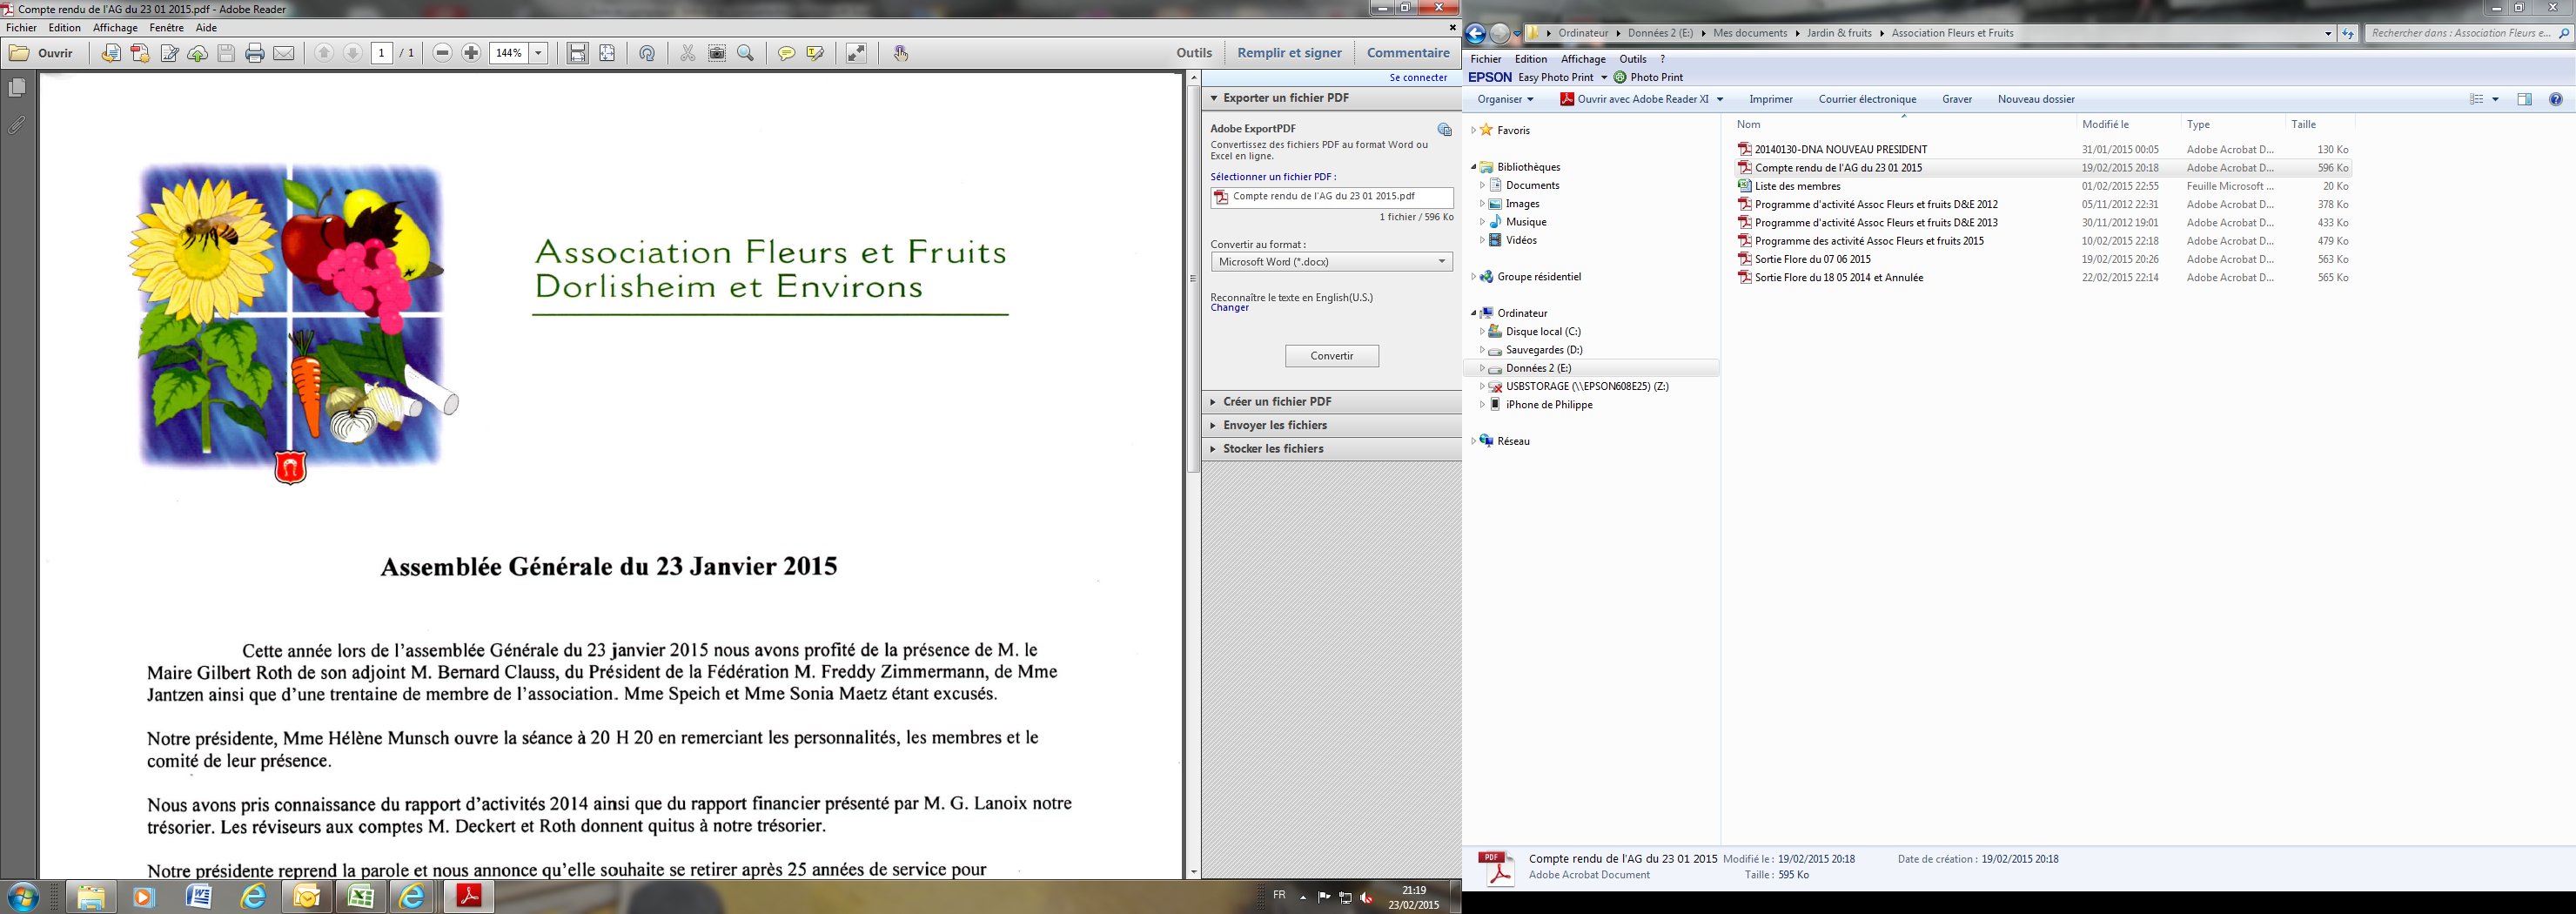 Compte rendu de l'AG du 23 01 2015.pdf - Adobe Reader
Fichier Edition Affichage Fenêtre Aide
Ouvrir 1 / 1 144% Outils Remplir et signer Commentaire
Se connecter
Exporter un fichier PDF
Adobe ExportPDF
Convertissez des fichiers PDF au format Word ou
Excel en ligne.
Sélectionner un fichier PDF :
Compte rendu de l'AG du 23 01 2015.pdf
1 fichier / 596 Ko
Convertir au format :
Microsoft Word (*.docx)
Reconnaître le texte en English(U.S.)
Changer
Convertir
Créer un fichier PDF
Envoyer les fichiers
Stocker les fichiers
Association Fleurs et Fruits
Dorlisheim et Environs
Assemblée Générale du 23 Janvier 2015
Cette année lors de l'assemblée Générale du 23 janvier 2015 nous avons profité de la présence de M. le
Maire Gilbert Roth de son adjoint M. Bernard Clauss, du Président de la Fédération M. Freddy Zimmermann, de Mme
Jantzen ainsi que d'une trentaine de membre de l'association. Mme Speich et Mme Sonia Maetz étant excusés.
Notre présidente, Mme Hélène Munsch ouvre la séance à 20 H 20 en remerciant les personnalités, les membres et le
comité de leur présence.
Nous avons pris connaissance du rapport d'activités 2014 ainsi que du rapport financier présenté par M. G. Lanoix notre
trésorier. Les réviseurs aux comptes M. Deckert et Roth donnent quitus à notre trésorier.
Notre présidente reprend la parole et nous annonce qu'elle souhaite se retirer après 25 années de service pour
FR
21:19
23/02/2015
Ordinateur Données 2 (E:) Mes documents Jardin & fruits Association Fleurs et Fruits
Rechercher dans : Association Fleurs e...
Fichier Edition Affichage Outils ?
EPSON Easy Photo Print Photo Print
Organiser Ouvrir avec Adobe Reader XI Imprimer Courrier électronique Graver Nouveau dossier
Favoris
Bibliothèques
Documents
Images
Musique
Vidéos
Groupe résidentiel
Ordinateur
Disque local (C:)
Sauvegardes (D:)
Données 2 (E:)
USBSTORAGE (\\EPSON608E25) (Z:)
iPhone de Philippe
Réseau
Nom Modifié le Type Taille
20140130-DNA NOUVEAU PRESIDENT 31/01/2015 00:05 Adobe Acrobat D... 130 Ko
Compte rendu de l'AG du 23 01 2015 19/02/2015 20:18 Adobe Acrobat D... 596 Ko
Liste des membres 01/02/2015 22:55 Feuille Microsoft ... 20 Ko
Programme d'activité Assoc Fleurs et fruits D&E 2012 05/11/2012 22:31 Adobe Acrobat D... 378 Ko
Programme d'activité Assoc Fleurs et fruits D&E 2013 30/11/2012 19:01 Adobe Acrobat D... 433 Ko
Programme des activité Assoc Fleurs et fruits 2015 10/02/2015 22:18 Adobe Acrobat D... 479 Ko
Sortie Flore du 07 06 2015 19/02/2015 20:26 Adobe Acrobat D... 563 Ko
Sortie Flore du 18 05 2014 et Annulée 22/02/2015 22:14 Adobe Acrobat D... 565 Ko
PDF
Compte rendu de l'AG du 23 01 2015 Modifié le : 19/02/2015 20:18 Date de création : 19/02/2015 20:18
Adobe Acrobat Document Taille : 595 Ko